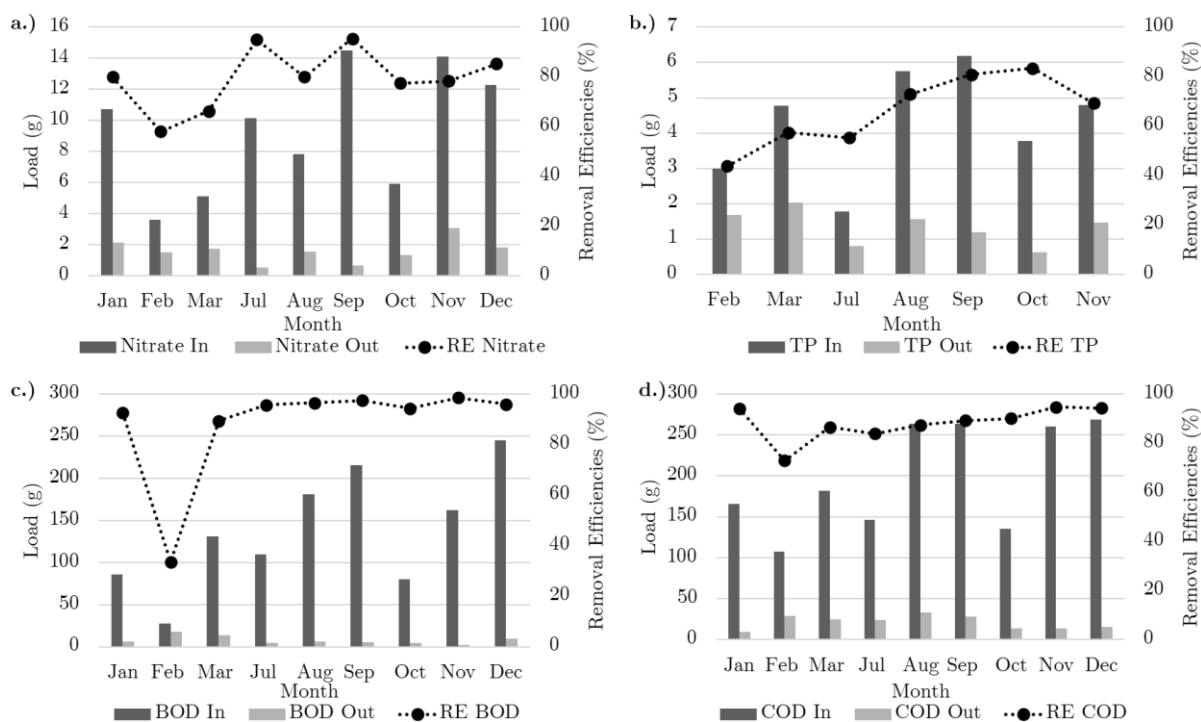 a.)
16
14
12
10
8
6
4
2
0
Load (g)
100
80
60
40
20
0
Removal Efficiencies (%)
Jan Feb Mar Jul Aug Sep Oct Nov Dec
Month
Nitrate In Nitrate Out RE Nitrate
b.)
7
6
5
4
3
2
1
0
Load (g)
100
80
60
40
20
0
Removal Efficiencies (%)
Feb Mar Jul Aug Sep Oct Nov
Month
TP In TP Out RE TP
c.)
300
250
200
150
100
50
0
Load (g)
100
80
60
40
20
0
Removal Efficiencies (%)
Jan Feb Mar Jul Aug Sep Oct Nov Dec
Month
BOD In BOD Out RE BOD
d.)
300
250
200
150
100
50
0
Load (g)
100
80
60
40
20
0
Removal Efficiencies (%)
Jan Feb Mar Jul Aug Sep Oct Nov Dec
Month
COD In COD Out RE COD